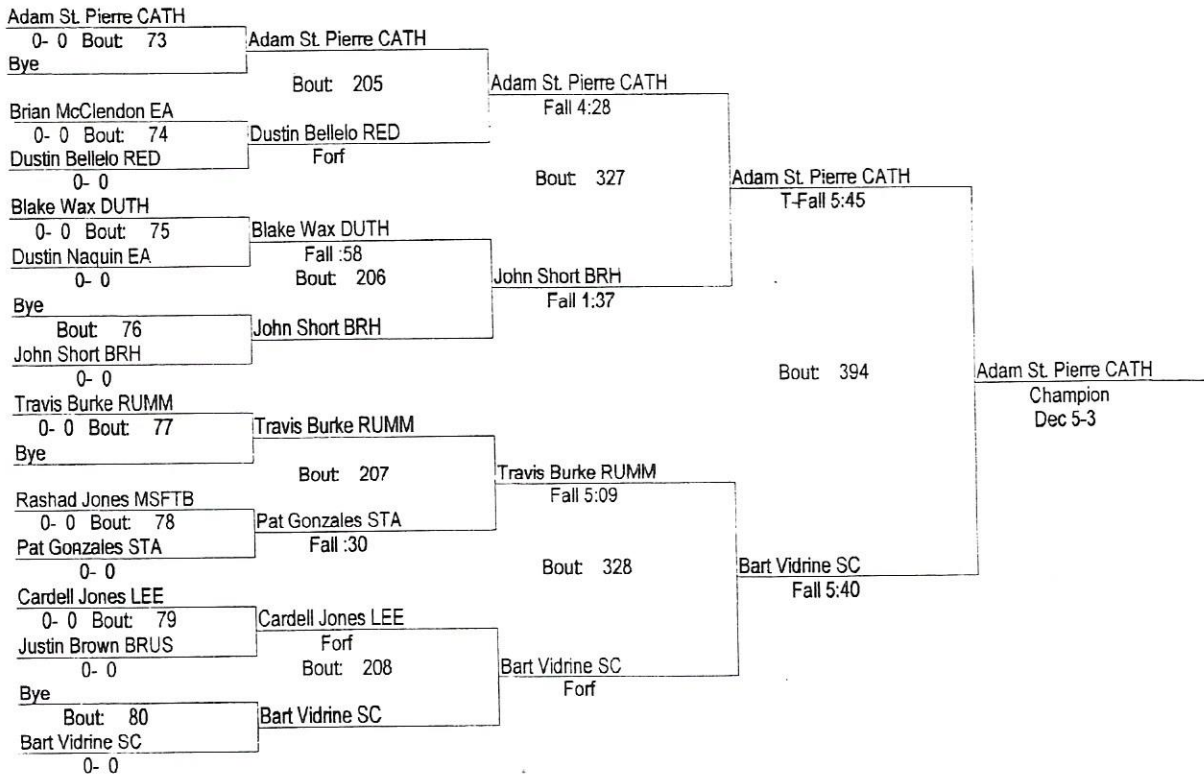 Adam St. Pierre CATH
0- 0 Bout: 73
Bye
Brian McClendon EA
0- 0 Bout: 74
Dustin Bellelo RED
0- 0
Blake Wax DUTH
0- 0 Bout: 75
Dustin Naquin EA
0- 0
Bye
Bout: 76
John Short BRH
0- 0
Travis Burke RUMM
0- 0 Bout: 77
Bye
Rashad Jones MSFTB
0- 0 Bout: 78
Pat Gonzales STA
0- 0
Cardell Jones LEE
0- 0 Bout: 79
Justin Brown BRUS
0- 0
Bye
Bout: 80
Bart Vidrine SC
0- 0
Adam St. Pierre CATH
Bout: 205
Dustin Bellelo RED
Forf
Blake Wax DUTH
Fall :58
Bout: 206
John Short BRH
Travis Burke RUMM
Bout: 207
Pat Gonzales STA
Fall :30
Cardell Jones LEE
Forf
Bout: 208
Bart Vidrine SC
Adam St. Pierre CATH
Fall 4:28
Bout: 327
John Short BRH
Fall 1:37
Travis Burke RUMM
Fall 5:09
Bout: 328
Bart Vidrine SC
Forf
Adam St. Pierre CATH
T-Fall 5:45
Bout: 394
Bart Vidrine SC
Fall 5:40
Adam St. Pierre CATH
Champion
Dec 5-3